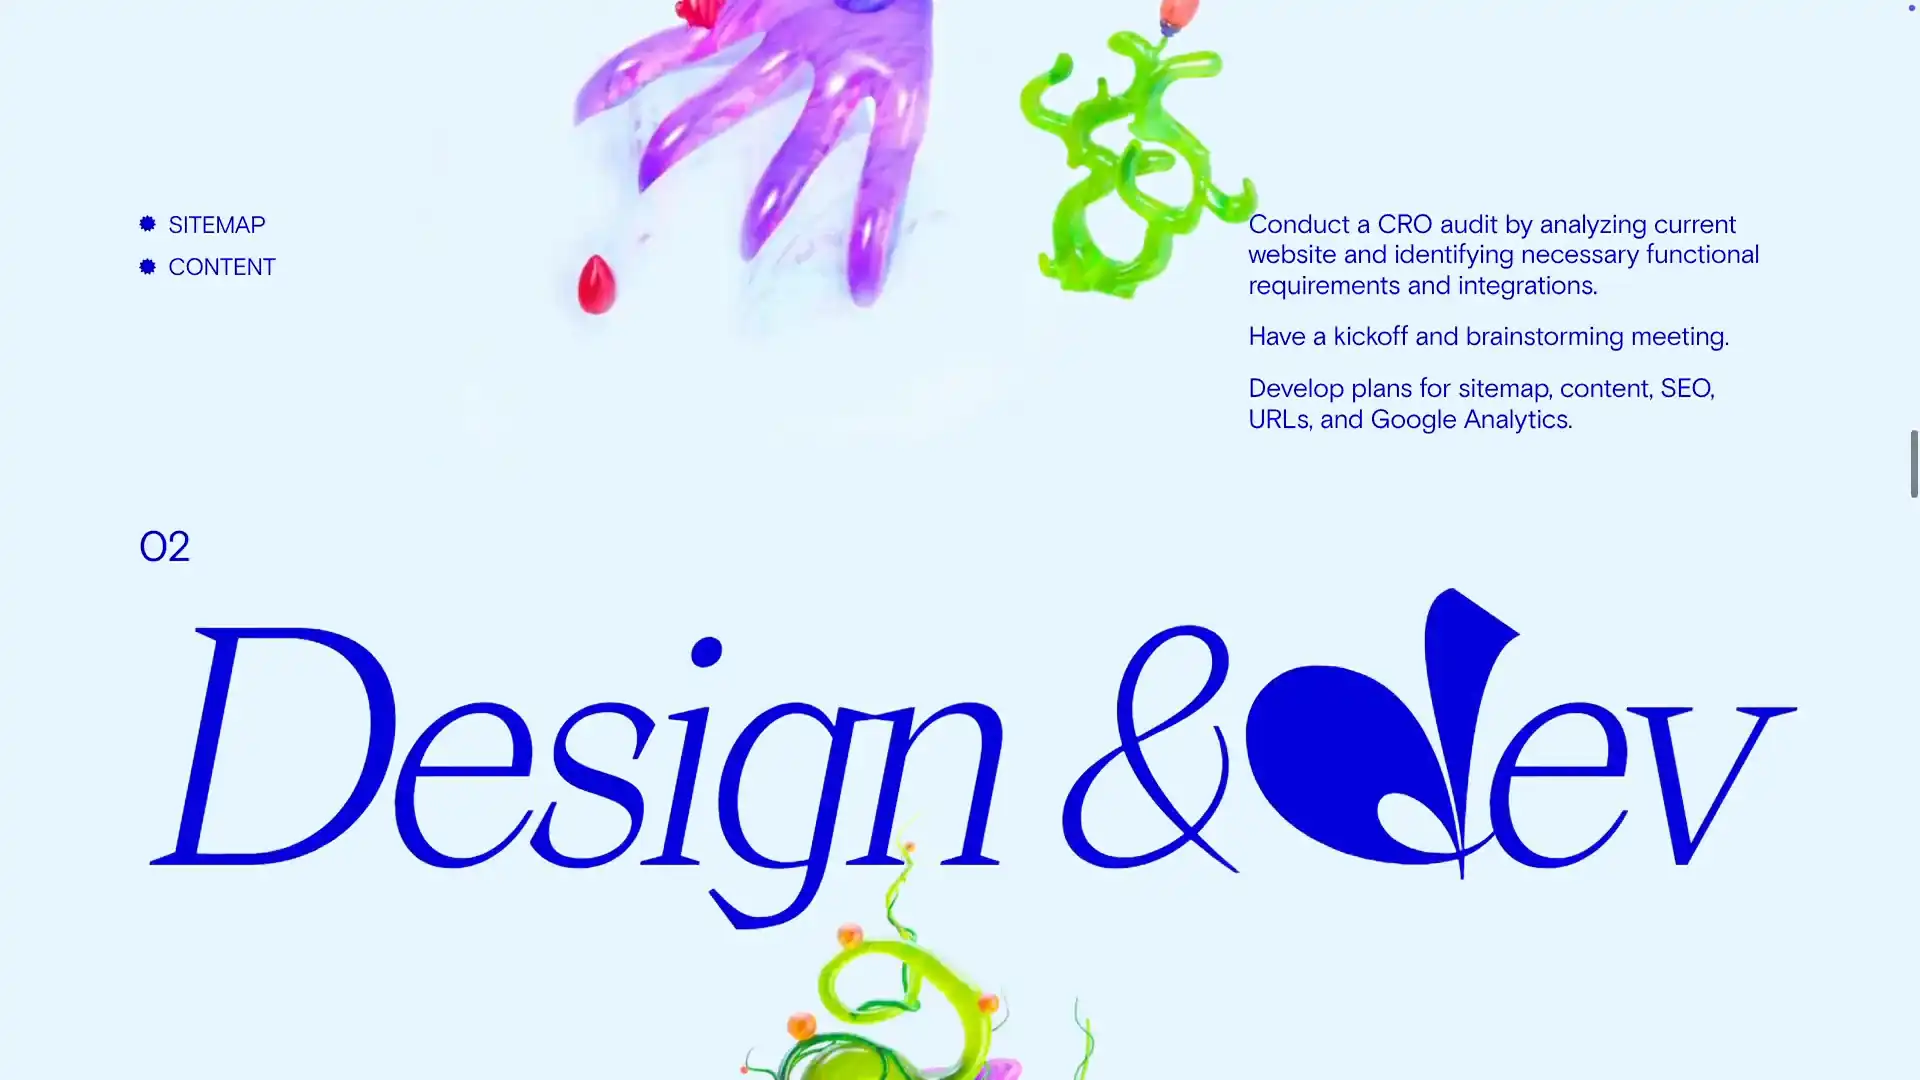 SITEMAP
CONTENT
Conduct a CRO audit by analyzing current
website and identifying necessary functional
requirements and integrations.
Have a kickoff and brainstorming meeting.
Develop plans for sitemap, content, SEO,
URLs, and Google Analytics.
02
Design & dev